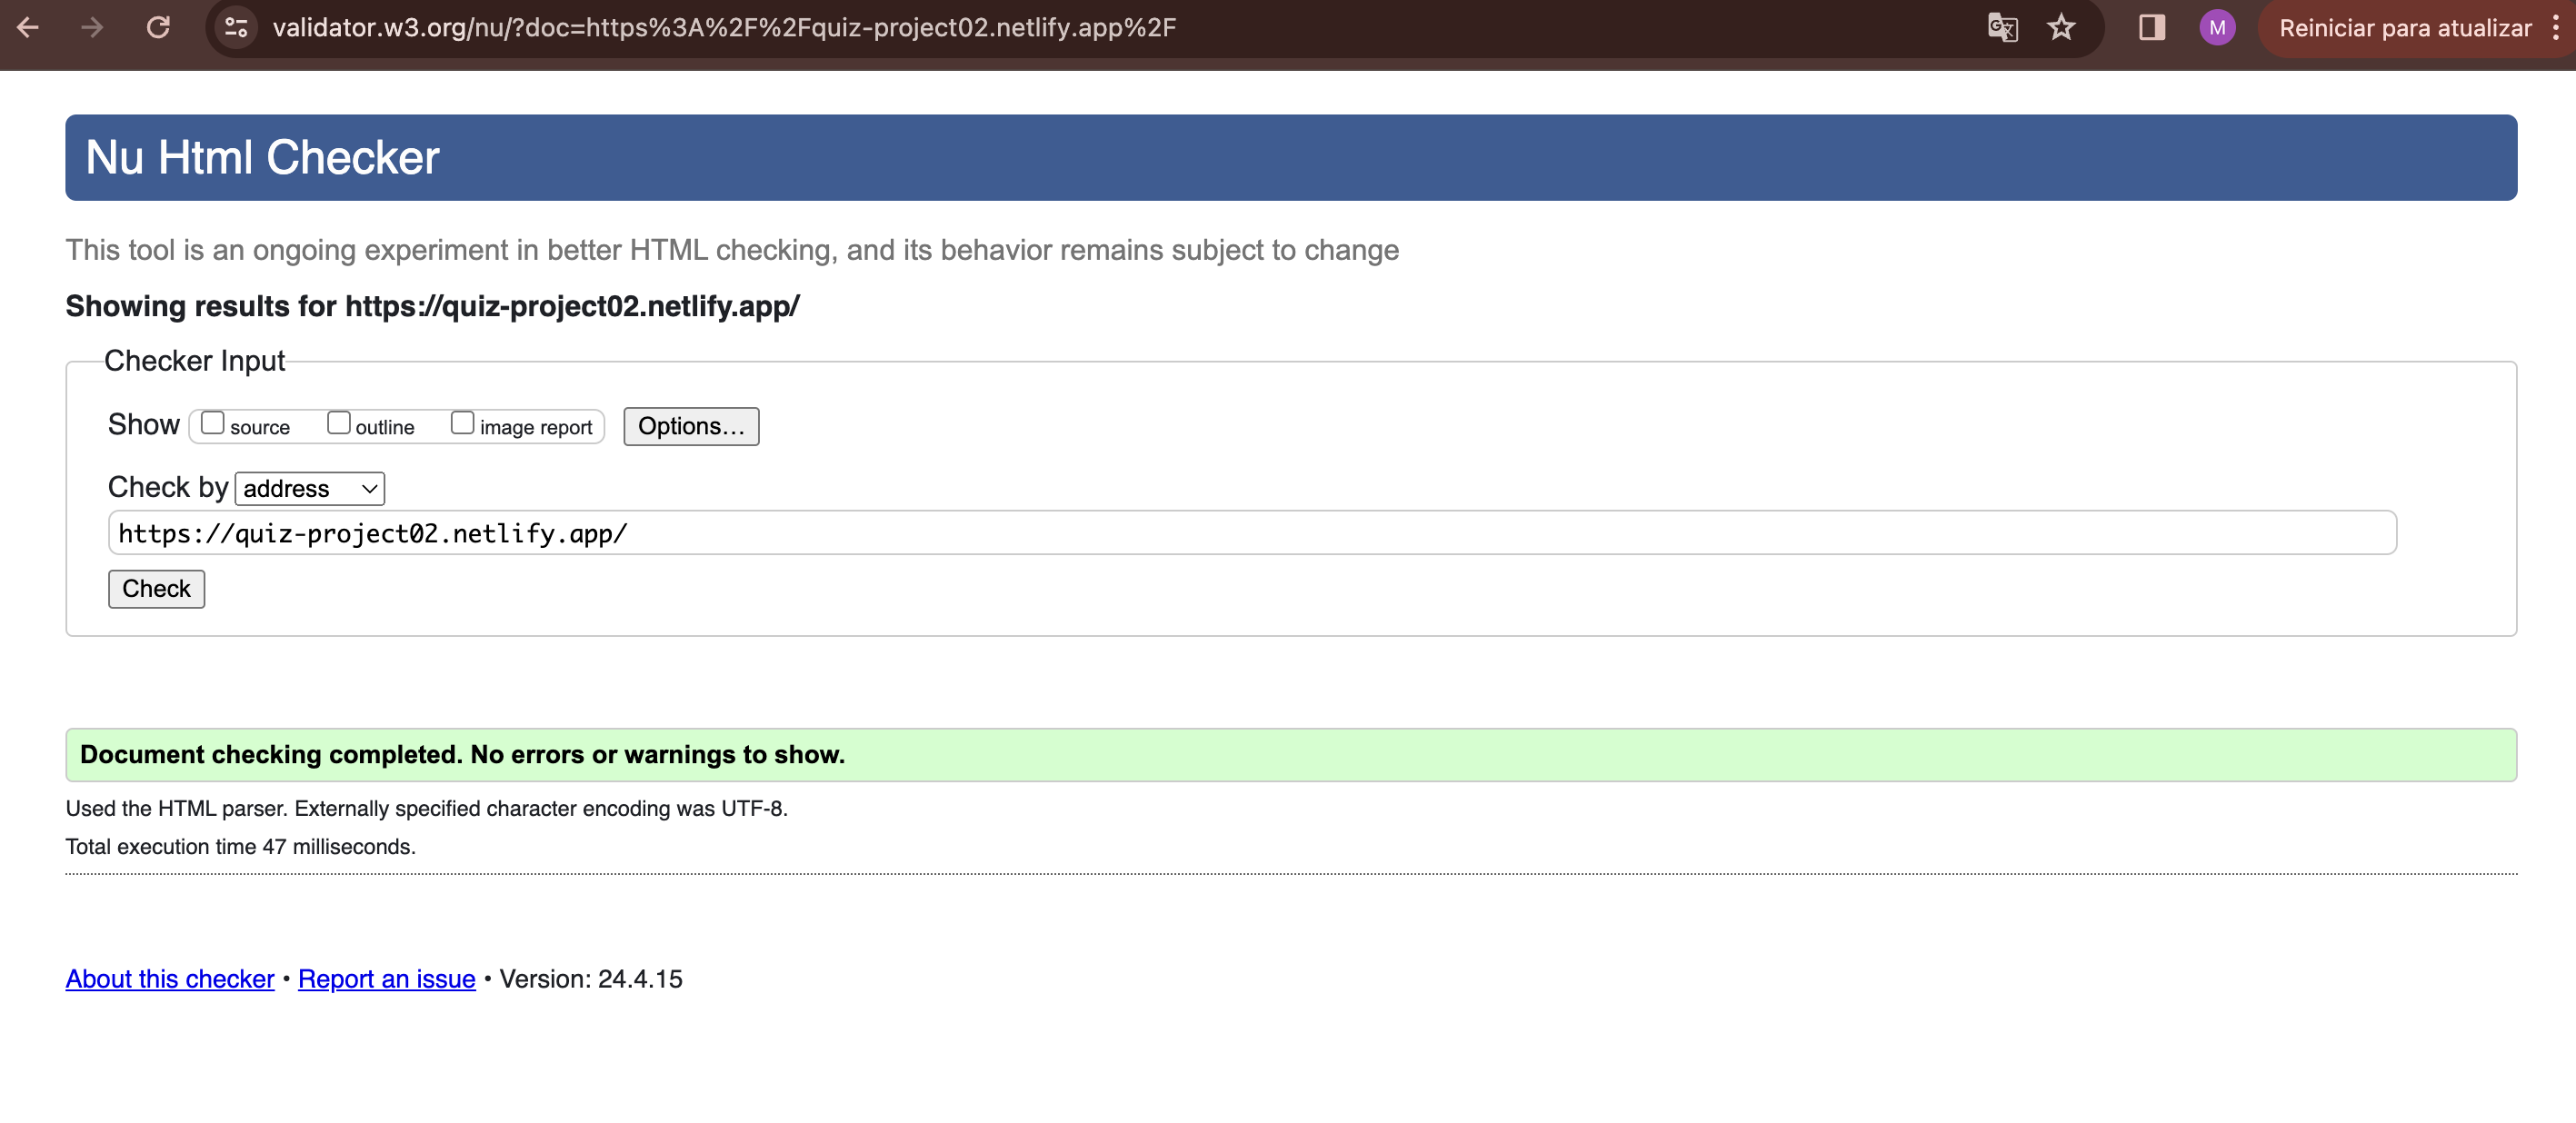 validator.w3.org/nu/?doc=https%3A%2F%2Fquiz-project02.netlify.app%2F
M
Reiniciar para atualizar
Nu Html Checker
This tool is an ongoing experiment in better HTML checking, and its behavior remains subject to change
Showing results for https://quiz-project02.netlify.app/
Checker Input
Show source outline image report Options...
Check by address
https://quiz-project02.netlify.app/
Check
Document checking completed. No errors or warnings to show.
Used the HTML parser. Externally specified character encoding was UTF-8.
Total execution time 47 milliseconds.
About this checker • Report an issue • Version: 24.4.15